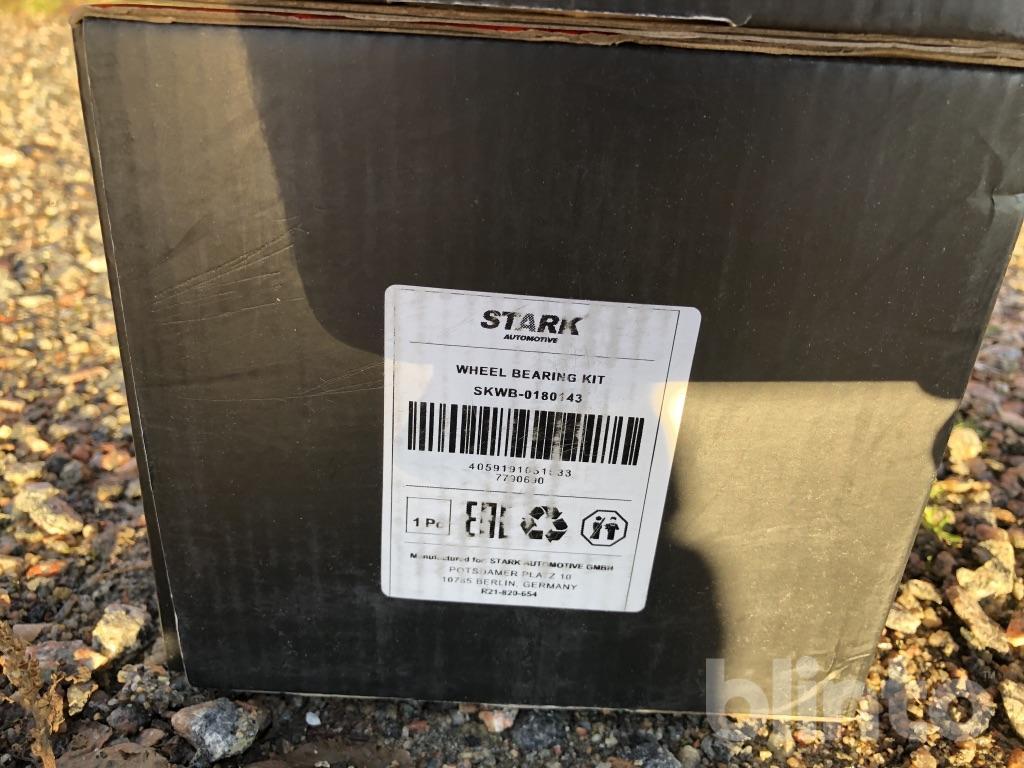 STARK
AUTOMOTIVE
WHEEL BEARING KIT
SKWB-0180143
7790690
1 Pc
EAC
Manufactured for: STARK AUTOMOTIVE GMBH
POTSDAMER PLATZ 10
10785 BERLIN, GERMANY
R21-820-654
blinto